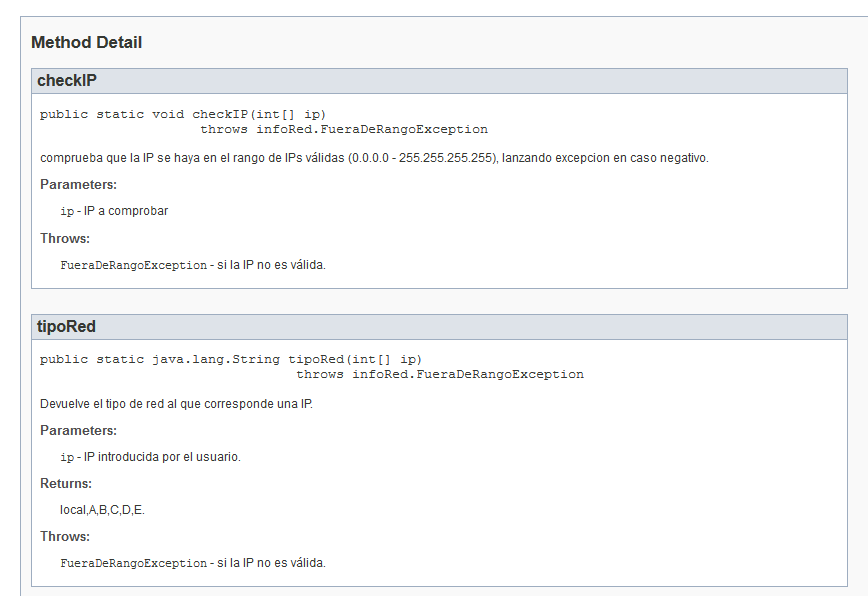 Method Detail
checkIP
public static void checkIP(int[] ip)
throws infoRed.FueraDeRangoException
comprueba que la IP se haya en el rango de IPs válidas (0.0.0.0 - 255.255.255.255), lanzando excepcion en caso negativo.
Parameters:
ip - IP a comprobar
Throws:
FueraDeRangoException - si la IP no es válida.
tipoRed
public static java.lang.String tipoRed(int[] ip)
throws infoRed.FueraDeRangoException
Devuelve el tipo de red al que corresponde una IP.
Parameters:
ip - IP introducida por el usuario.
Returns:
local,A,B,C,D,E.
Throws:
FueraDeRangoException - si la IP no es válida.